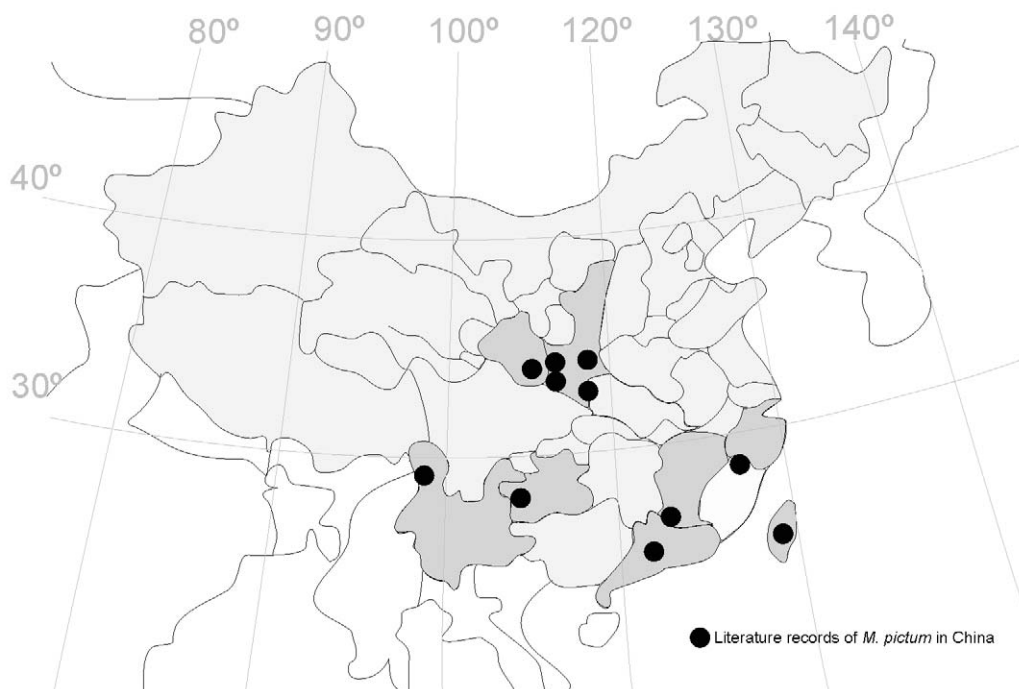 80º 90º 100º 120º 130º 140º
40º
30º
Literature records of M. pictum in China